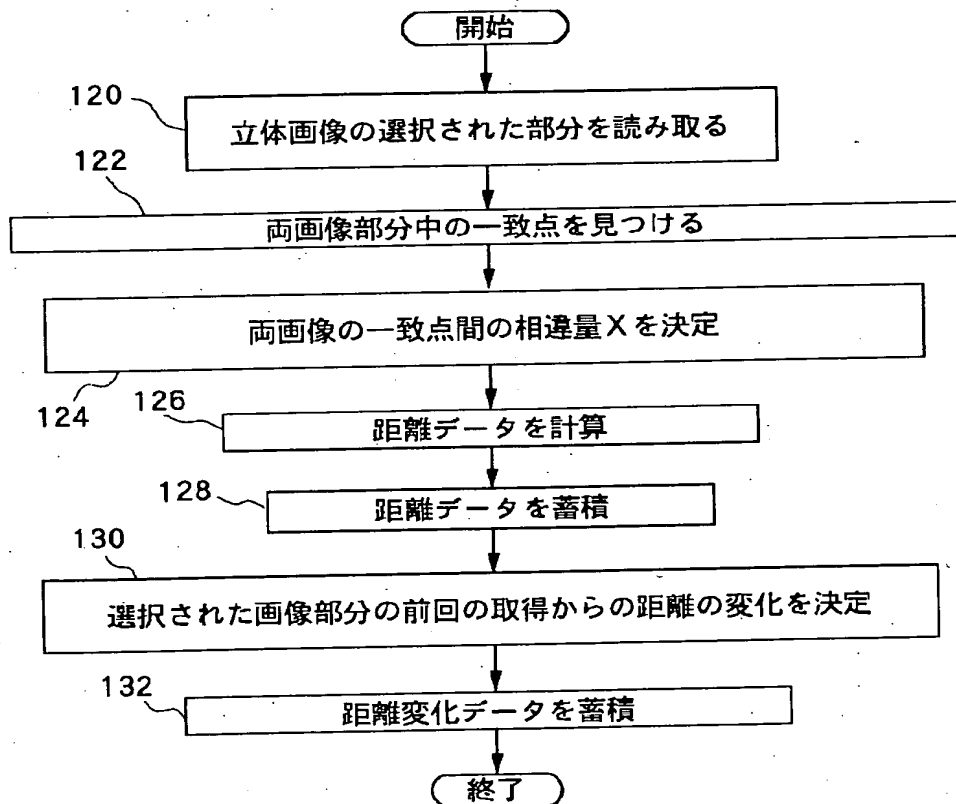 開始
120
立体画像の選択された部分を読み取る
122
両画像部分中の一致点を見つける
両画像の一致点間の相違量Xを決定
124
126
距離データを計算
128
距離データを蓄積
130
選択された画像部分の前回の取得からの距離の変化を決定
132
距離変化データを蓄積
終了